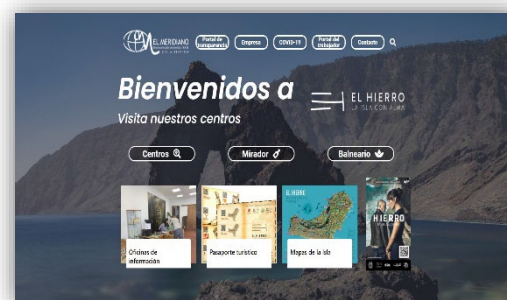 EL MERIDIANO
Portal de
transparencia
Empresa
COVID-19
Portal del
trabajador
Contacto
Bienvenidos a
EL HIERRO
LA ISLA CON ALMA
Visita nuestros centros
Centros
Mirador
Balneario
EL HIERRO
HIERRO
Oficinas de
información
Pasaporte turístico
Mapas de la Isla